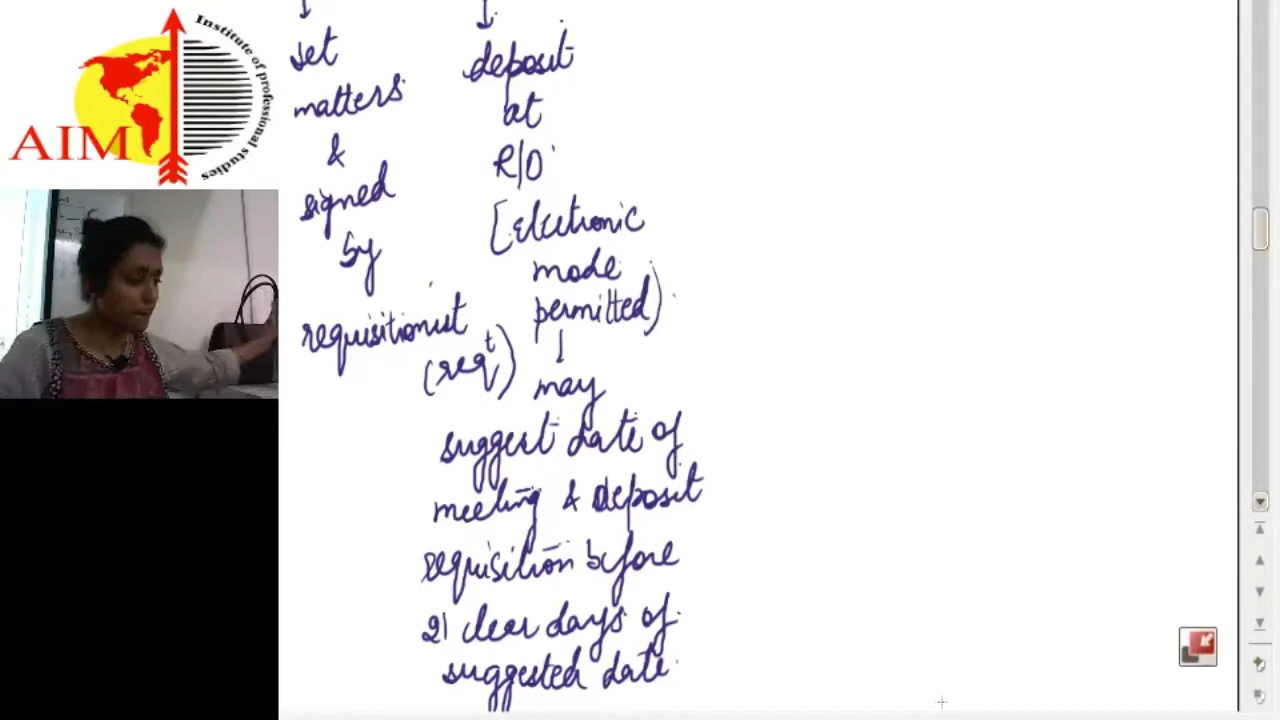 Institute of professional studies
AIM
set
matters
&
signed
by
requisitionist
(reqt)
deposit
at
R/O
[electronic
mode
permitted)
may
suggest date of
meeting & deposit
requisition before
21 clear days of
suggested date